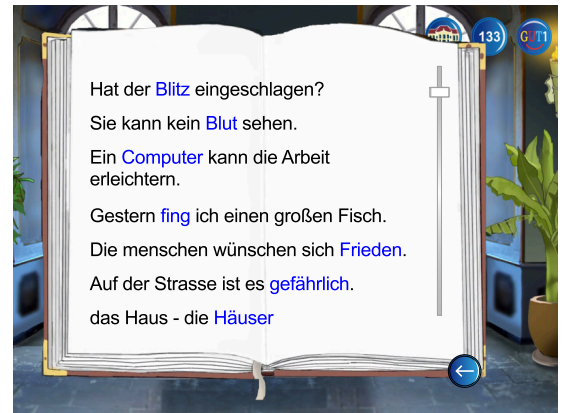 133
GUT1
Hat der Blitz eingeschlagen?
Sie kann kein Blut sehen.
Ein Computer kann die Arbeit
erleichtern.
Gestern fing ich einen großen Fisch.
Die menschen wünschen sich Frieden.
Auf der Strasse ist es gefährlich.
das Haus - die Häuser